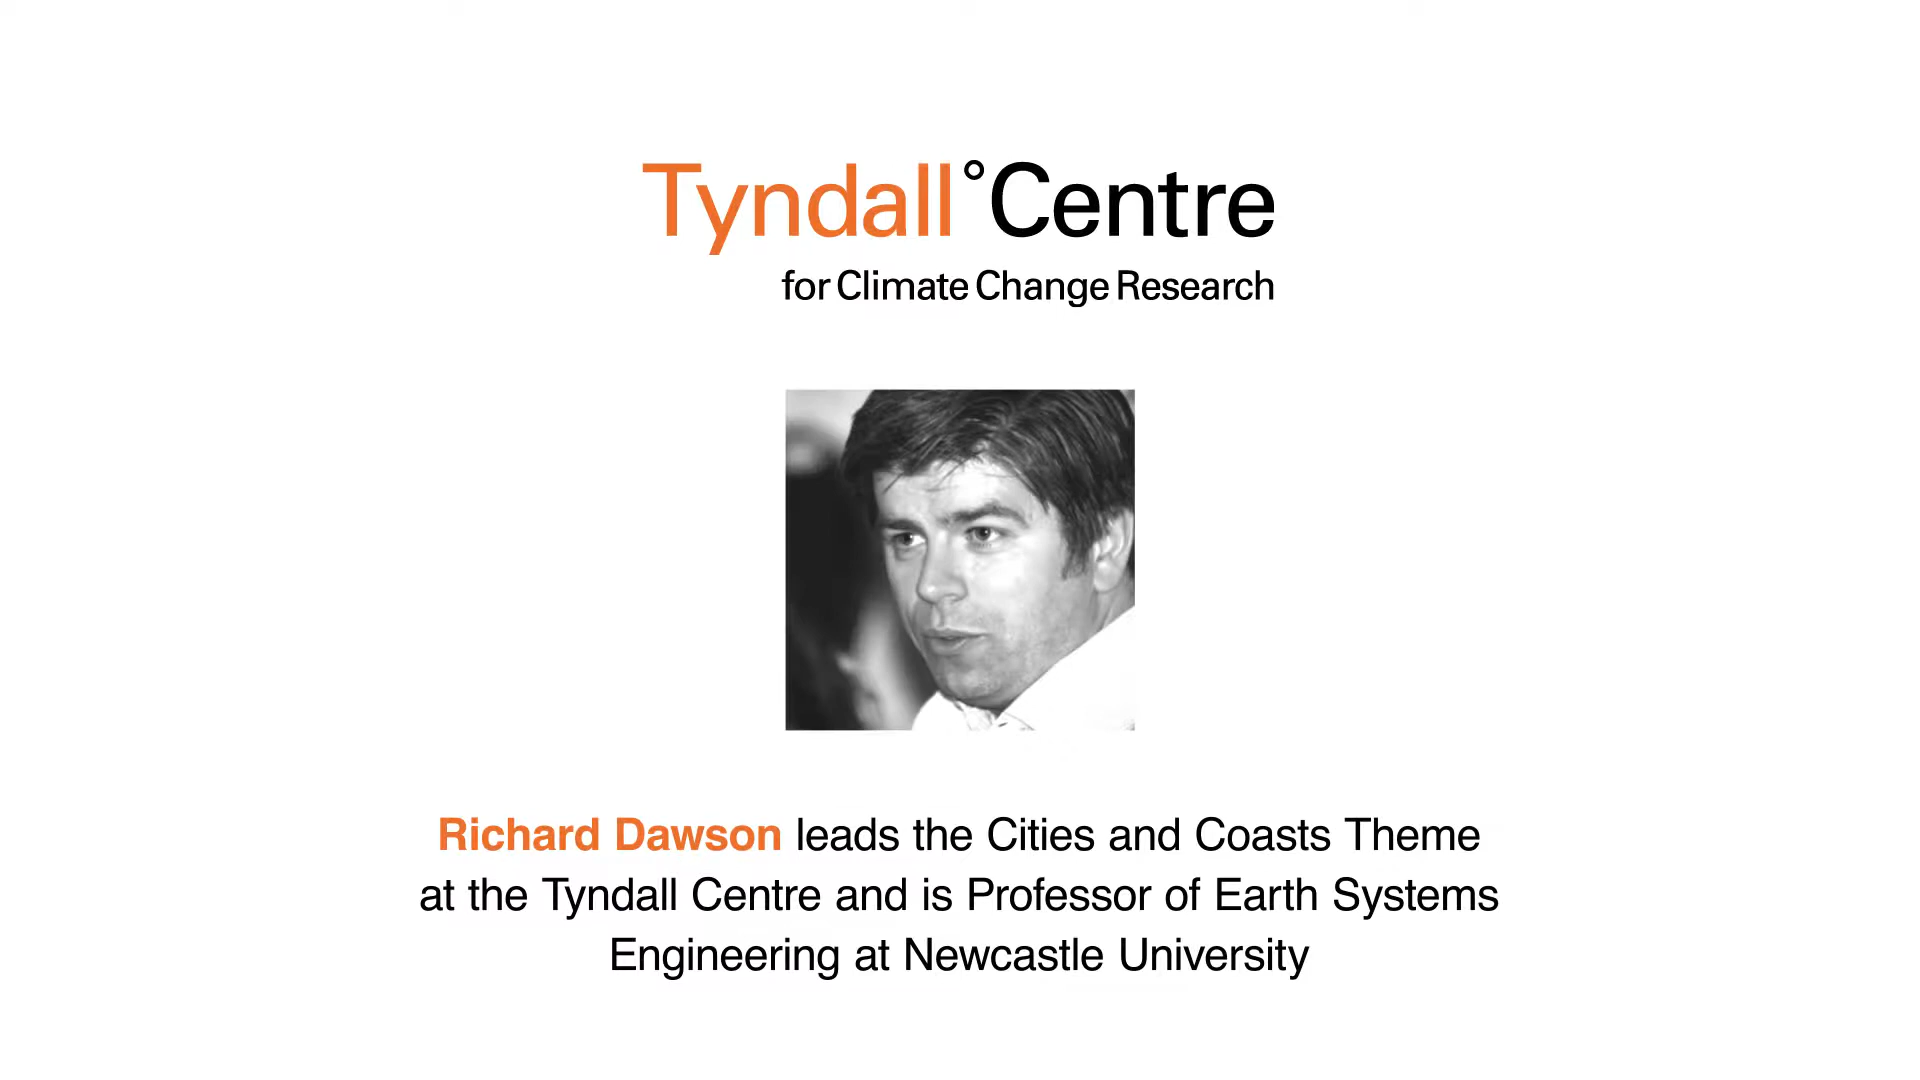 Tyndall°Centre
for Climate Change Research
Richard Dawson leads the Cities and Coasts Theme
at the Tyndall Centre and is Professor of Earth Systems
Engineering at Newcastle University